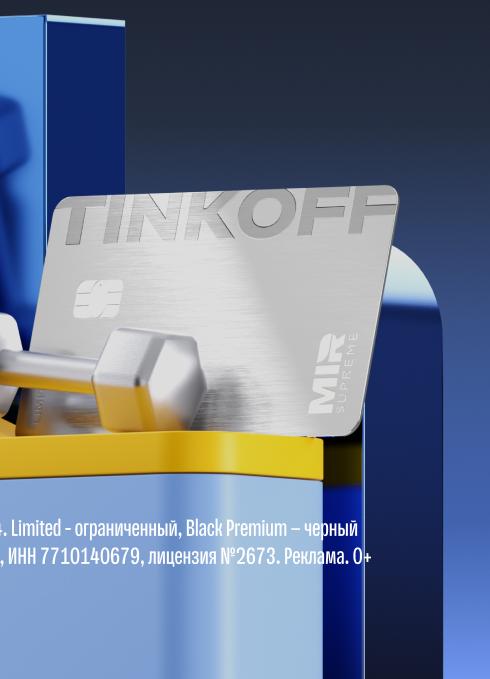 TINKOFF
MIR
SUPREME
. Limited - ограниченный, Black Premium – черный
, ИНН 7710140679, лицензия №2673. Реклама. 0+